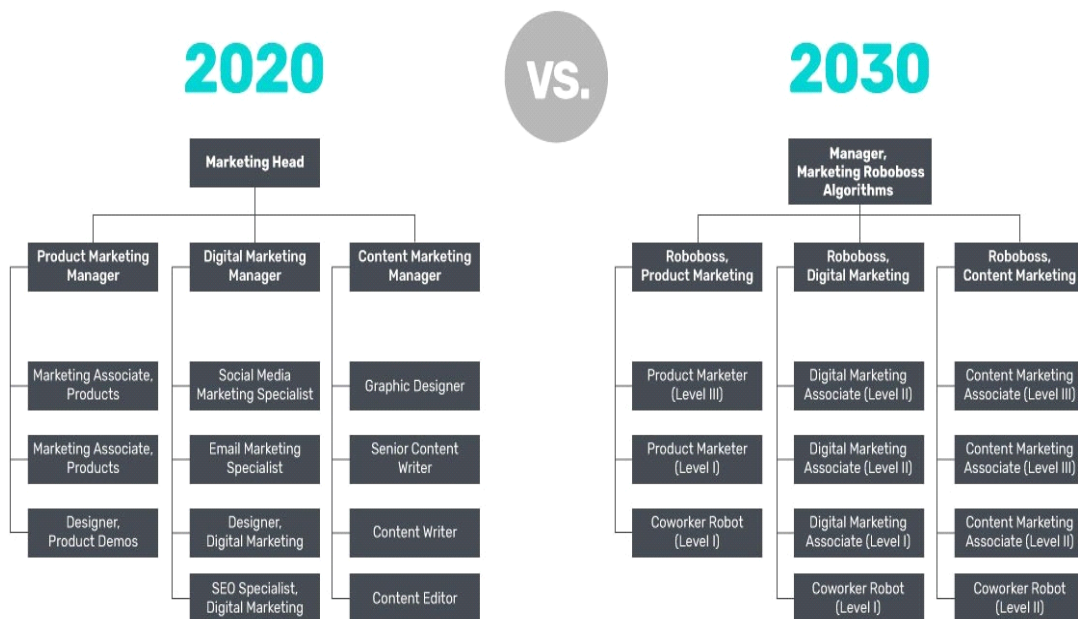 2020
VS.
2030
Marketing Head
Product Marketing
Manager
Digital Marketing
Manager
Content Marketing
Manager
Marketing Associate,
Products
Social Media
Marketing Specialist
Graphic Designer
Marketing Associate,
Products
Email Marketing
Specialist
Senior Content
Writer
Designer,
Product Demos
Designer,
Digital Marketing
Content Writer
SEO Specialist,
Digital Marketing
Content Editor
Manager,
Marketing Roboboss
Algorithms
Roboboss,
Product Marketing
Roboboss,
Digital Marketing
Roboboss,
Content Marketing
Product Marketer
(Level III)
Digital Marketing
Associate (Level II)
Content Marketing
Associate (Level III)
Product Marketer
(Level I)
Digital Marketing
Associate (Level II)
Content Marketing
Associate (Level III)
Coworker Robot
(Level I)
Digital Marketing
Associate (Level I)
Content Marketing
Associate (Level II)
Coworker Robot
(Level I)
Coworker Robot
(Level II)